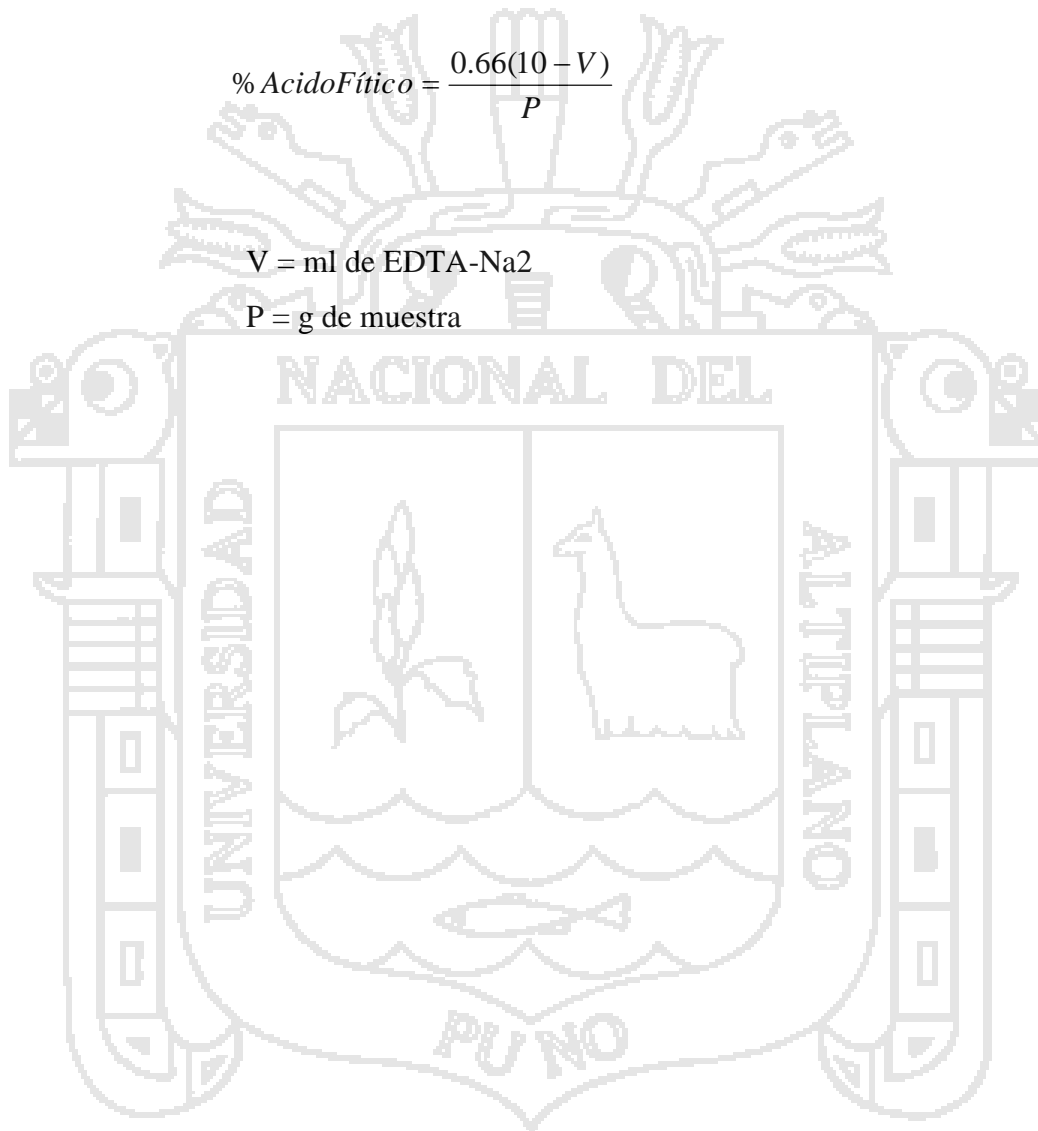 % AcidoFítico = 0.66(10 – V) / P
V = ml de EDTA-Na2
P = g de muestra
NACIONAL DEL
UNIVERSIDAD
ALTIPLANO
PUNO